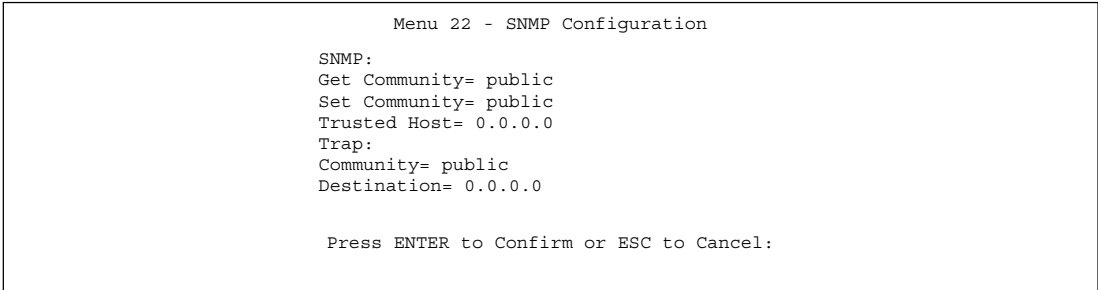 Menu 22 - SNMP Configuration
SNMP:
Get Community= public
Set Community= public
Trusted Host= 0.0.0.0
Trap:
Community= public
Destination= 0.0.0.0
Press ENTER to Confirm or ESC to Cancel: